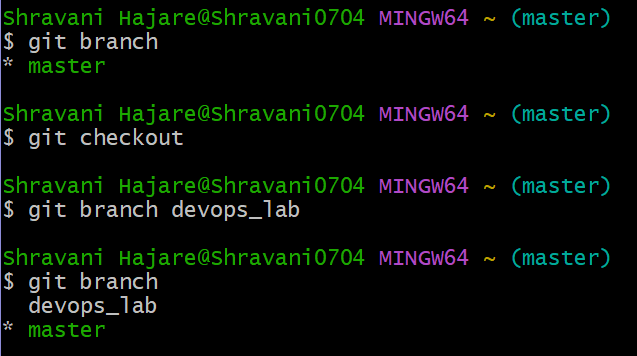 Shravani Hajare@Shravani0704 MINGW64 ~ (master)
$ git branch
* master
Shravani Hajare@Shravani0704 MINGW64 ~ (master)
$ git checkout
Shravani Hajare@Shravani0704 MINGW64 ~ (master)
$ git branch devops_lab
Shravani Hajare@Shravani0704 MINGW64 ~ (master)
$ git branch
  devops_lab
* master